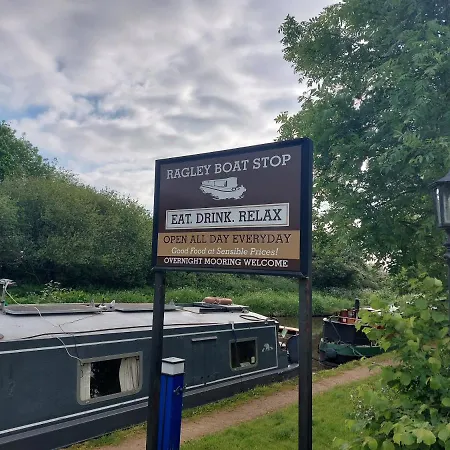 RAGLEY BOAT STOP
EAT. DRINK. RELAX
OPEN ALL DAY EVERYDAY
Good Food at Sensible Prices!
OVERNIGHT MOORING WELCOME